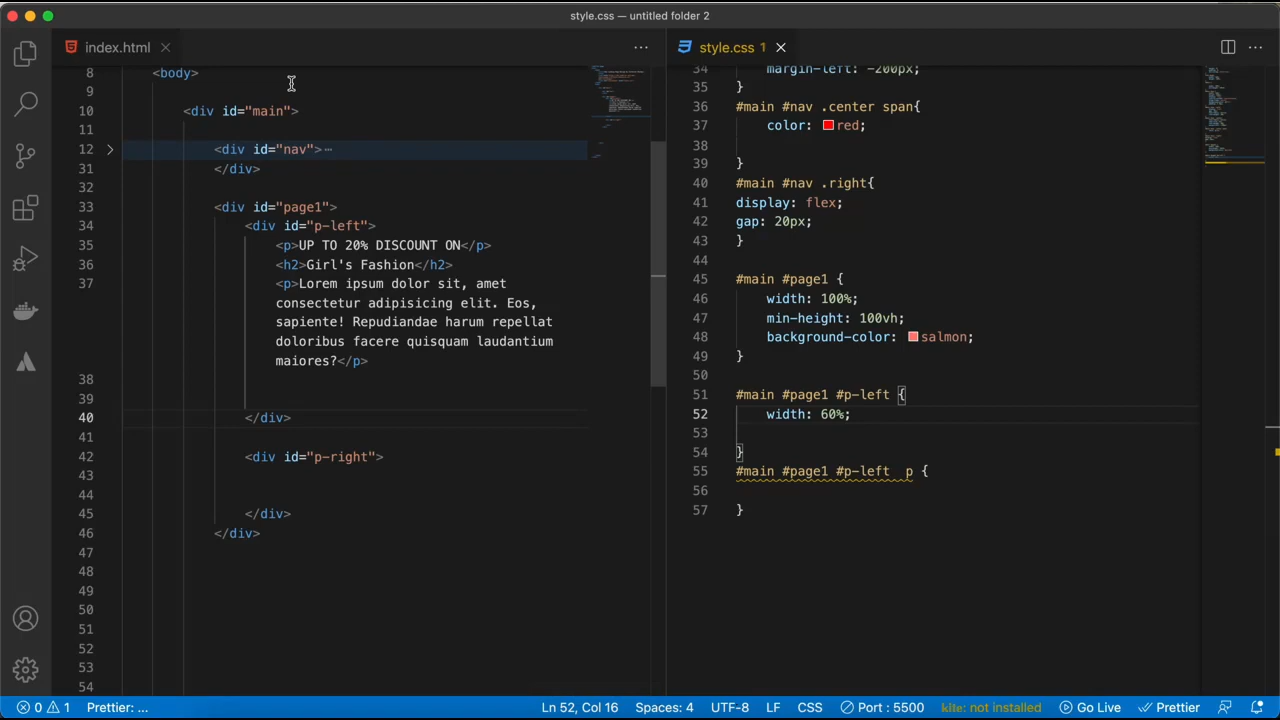 style.css — untitled folder 2
index.html
style.css 1
8 <body>
9
10 <div id="main">
11
12 <div id="nav">
31 </div>
32
33 <div id="page1">
34 <div id="p-left">
35 <p>UP TO 20% DISCOUNT ON</p>
36 <h2>Girl's Fashion</h2>
37 <p>Lorem ipsum dolor sit, amet
consectetur adipisicing elit. Eos,
sapiente! Repudiandae harum repellat
doloribus facere quisquam laudantium
maiores?</p>
38
39
40 </div>
41
42 <div id="p-right">
43
44
45 </div>
46 </div>
47
48
49
50
51
52
53
54
34 margin-left: -200px;
35 }
36 #main #nav .center span{
37 color: red;
38
39 }
40 #main #nav .right{
41 display: flex;
42 gap: 20px;
43 }
44
45 #main #page1 {
46 width: 100%;
47 min-height: 100vh;
48 background-color: salmon;
49 }
50
51 #main #page1 #p-left {
52 width: 60%;
53
54 }
55 #main #page1 #p-left  p {
56
57 }
0 1 Prettier: ... Ln 52, Col 16 Spaces: 4 UTF-8 LF CSS Port : 5500 kite: not installed Go Live Prettier